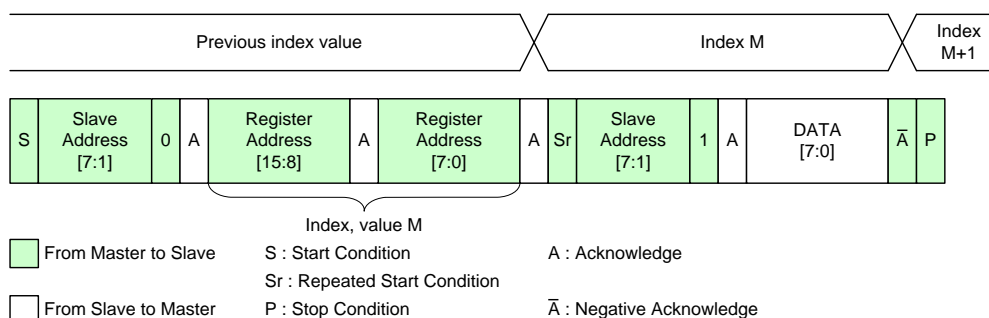 Previous index value
Index M
Index
M+1
S
Slave
Address
[7:1]
0
A
Register
Address
[15:8]
A
Register
Address
[7:0]
A
Sr
Slave
Address
[7:1]
1
A
DATA
[7:0]
A̅
P
Index, value M
From Master to Slave
S : Start Condition
A : Acknowledge
Sr : Repeated Start Condition
From Slave to Master
P : Stop Condition
A̅ : Negative Acknowledge